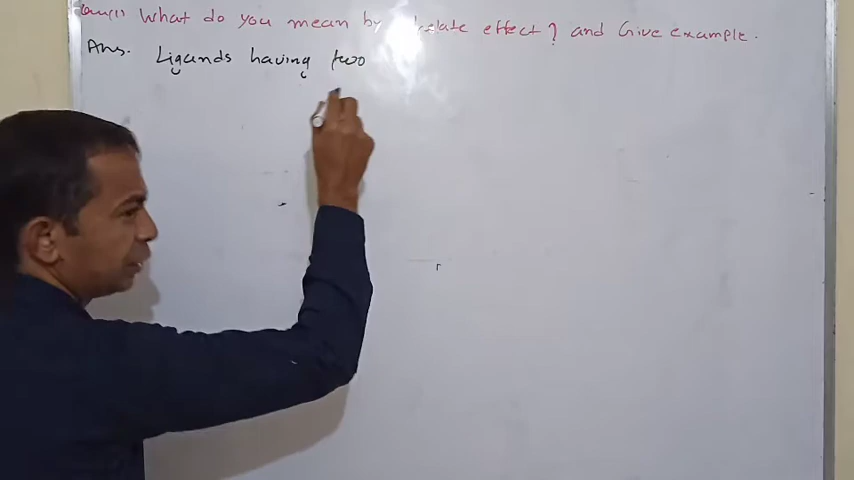 What do you mean by effect ? and Give example.
Ans. Ligands having two